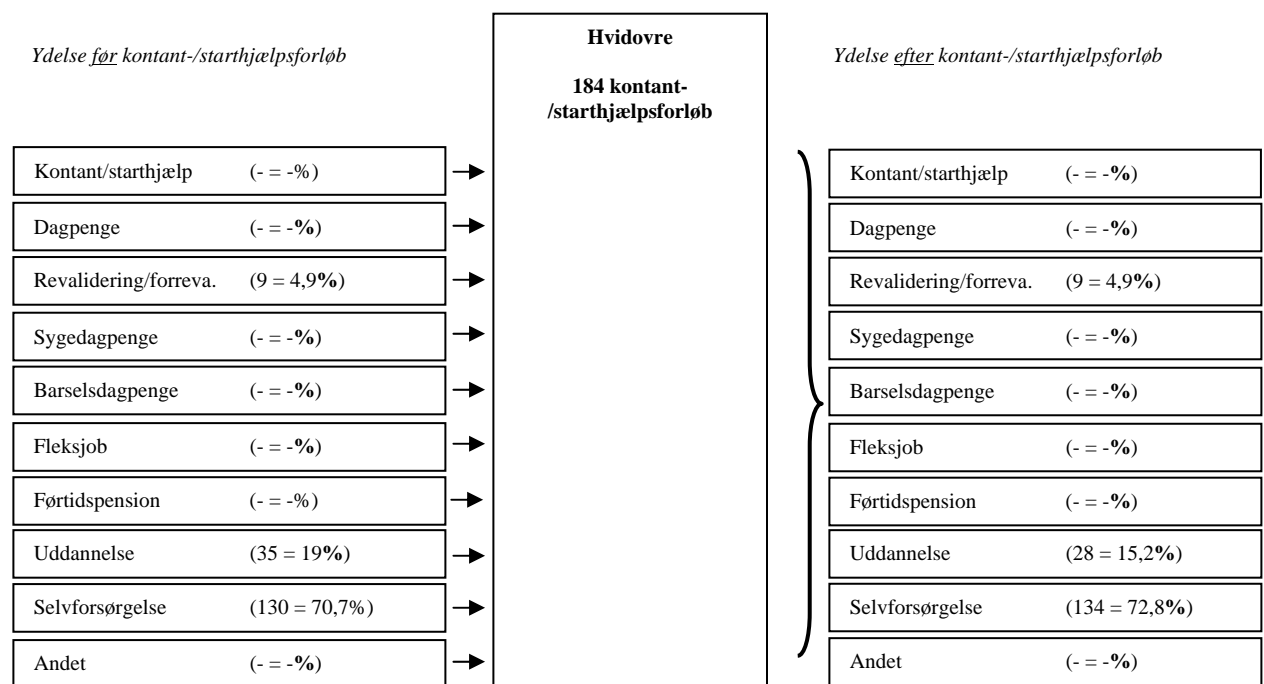 Ydelse før kontant-/starthjælpsforløb
Hvidovre
184 kontant-
/starthjælpsforløb
Ydelse efter kontant-/starthjælpsforløb
Kontant/starthjælp (- = -%)
Dagpenge (- = -%)
Revalidering/forreva. (9 = 4,9%)
Sygedagpenge (- = -%)
Barselsdagpenge (- = -%)
Fleksjob (- = -%)
Førtidspension (- = -%)
Uddannelse (35 = 19%)
Selvforsørgelse (130 = 70,7%)
Andet (- = -%)
Kontant/starthjælp (- = -%)
Dagpenge (- = -%)
Revalidering/forreva. (9 = 4,9%)
Sygedagpenge (- = -%)
Barselsdagpenge (- = -%)
Fleksjob (- = -%)
Førtidspension (- = -%)
Uddannelse (28 = 15,2%)
Selvforsørgelse (134 = 72,8%)
Andet (- = -%)